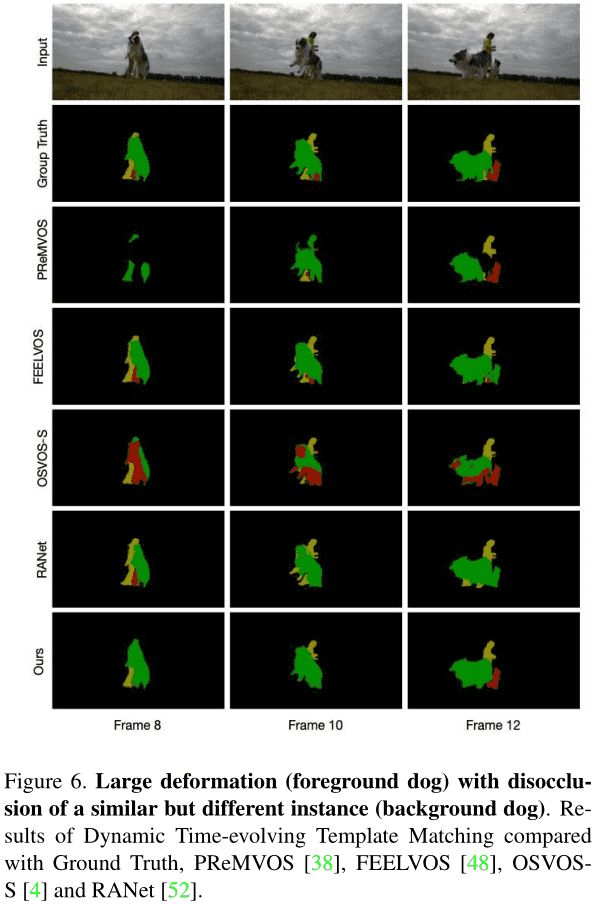 Input
Group Truth
PReMVOS
FEELVOS
OSVOS-S
RANet
Ours
Frame 8 Frame 10 Frame 12
Figure 6. Large deformation (foreground dog) with disocclu-
sion of a similar but different instance (background dog). Re-
sults of Dynamic Time-evolving Template Matching compared
with Ground Truth, PReMVOS [38], FEELVOS [48], OSVOS-
S [4] and RANet [52].